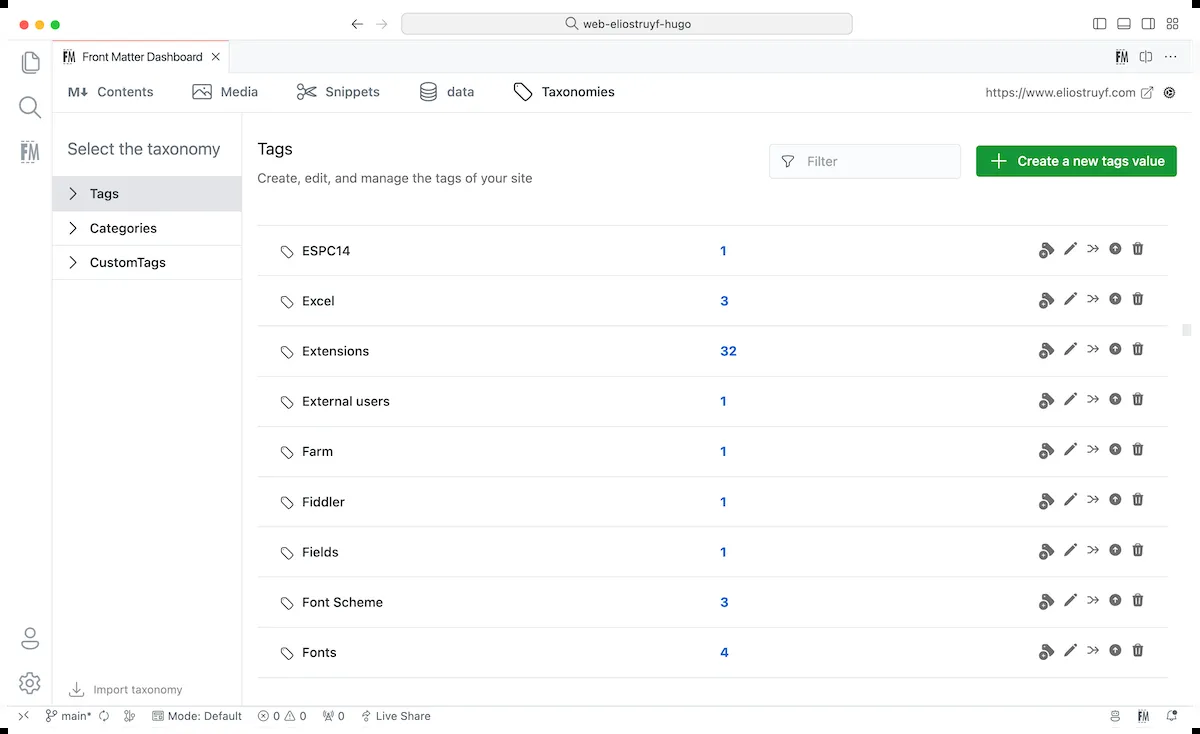 web-eliostruyf-hugo
FM Front Matter Dashboard
FM
M↓ Contents Media Snippets data Taxonomies https://www.eliostruyf.com
FM
Select the taxonomy
Tags
Categories
CustomTags
Import taxonomy
Tags
Create, edit, and manage the tags of your site
Filter
Create a new tags value
ESPC14 1
Excel 3
Extensions 32
External users 1
Farm 1
Fiddler 1
Fields 1
Font Scheme 3
Fonts 4
main* Mode: Default 0 0 0 Live Share FM